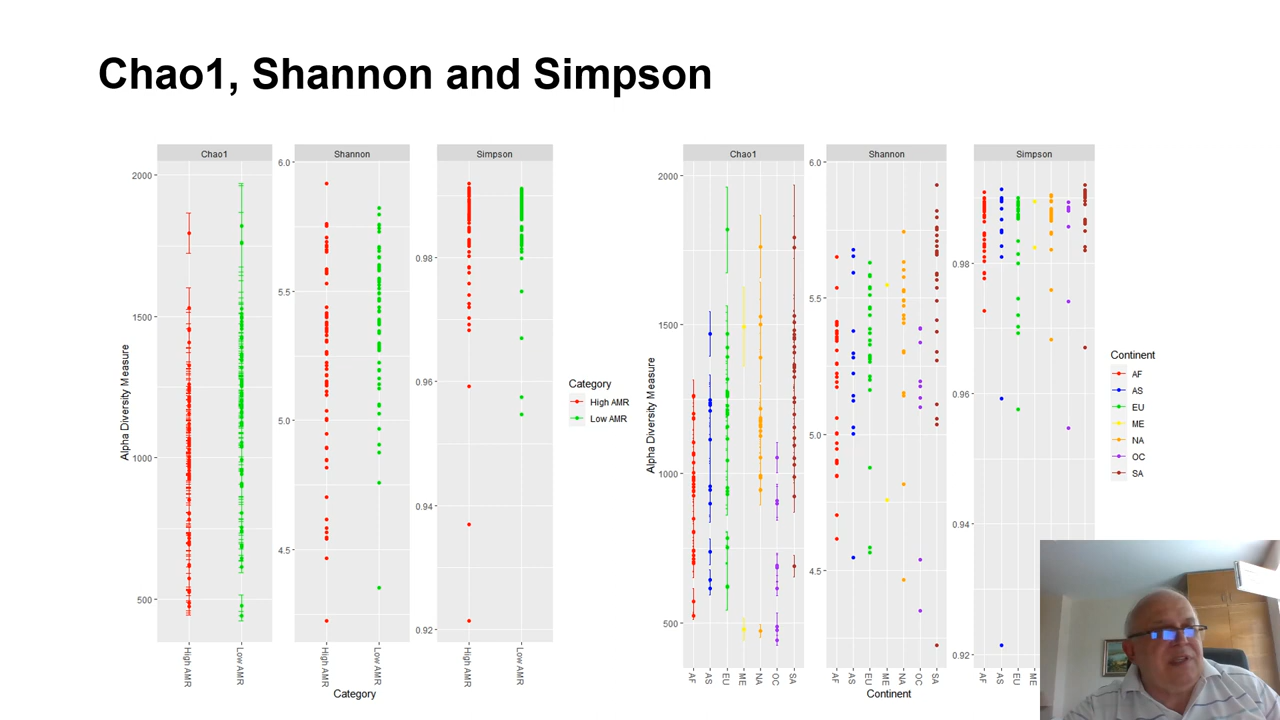 Chao1, Shannon and Simpson
Chao1
Shannon
Simpson
Alpha Diversity Measure
2000
1500
1000
500
6.0
5.5
5.0
4.5
0.98
0.96
0.94
0.92
High AMR
Low AMR
High AMR
Low AMR
High AMR
Low AMR
Category
Category
High AMR
Low AMR
Chao1
Shannon
Simpson
Alpha Diversity Measure
2000
1500
1000
500
6.0
5.5
5.0
4.5
0.98
0.96
0.94
0.92
AF
AS
EU
ME
NA
OC
SA
AF
AS
EU
ME
NA
OC
SA
AF
AS
EU
ME
Continent
Continent
AF
AS
EU
ME
NA
OC
SA